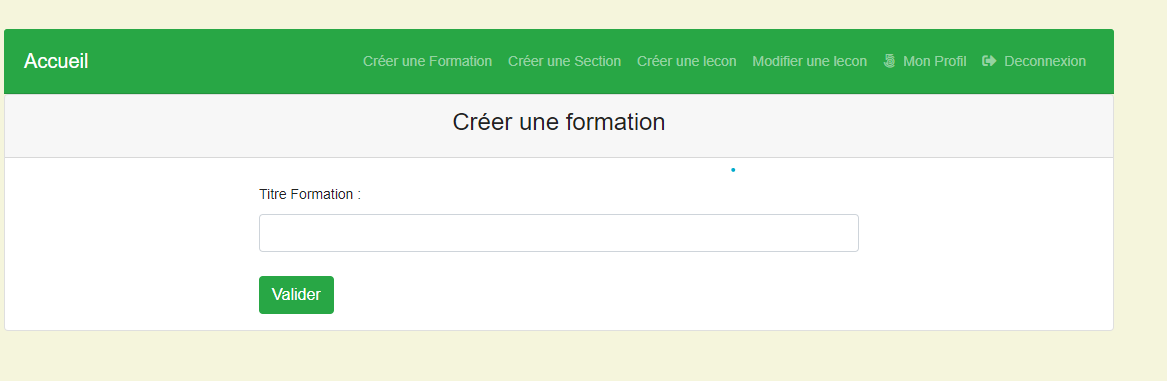 Accueil Créer une Formation Créer une Section Créer une lecon Modifier une lecon Mon Profil Deconnexion
Créer une formation
Titre Formation :
Valider